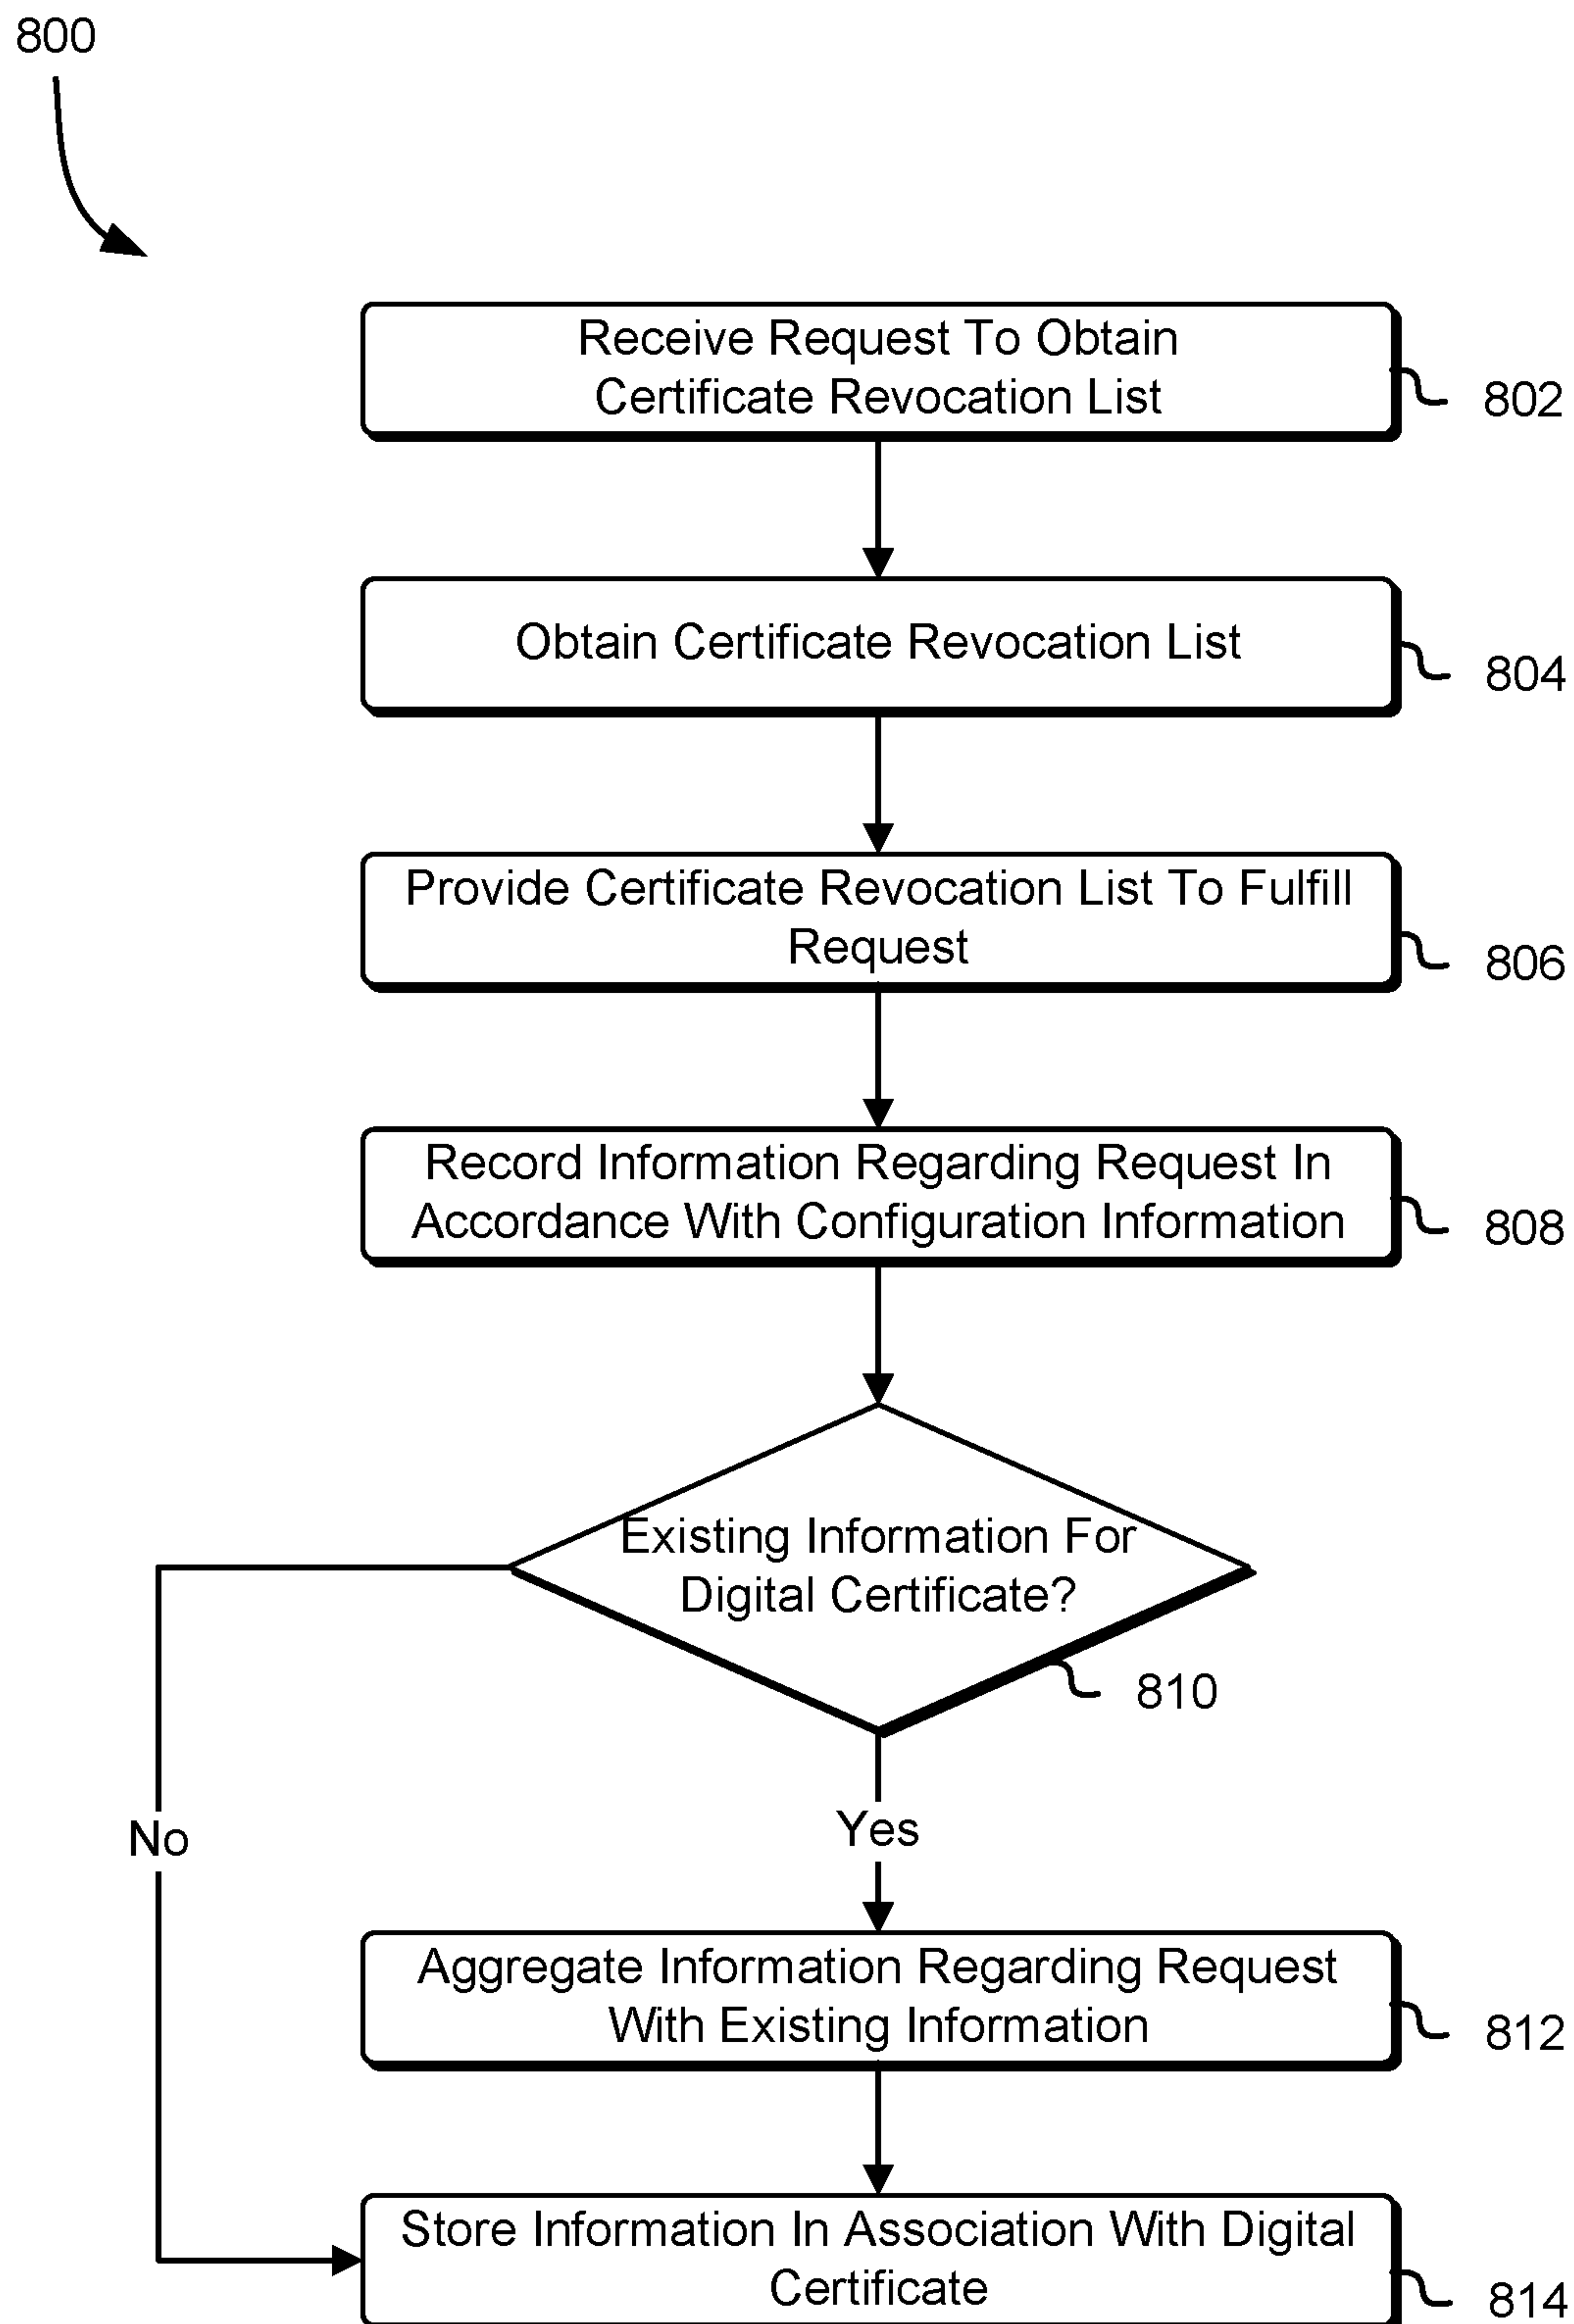 800
Receive Request To Obtain
Certificate Revocation List
802
Obtain Certificate Revocation List
804
Provide Certificate Revocation List To Fulfill
Request
806
Record Information Regarding Request In
Accordance With Configuration Information
808
Existing Information For
Digital Certificate?
810
No
Yes
Aggregate Information Regarding Request
With Existing Information
812
Store Information In Association With Digital
Certificate
814